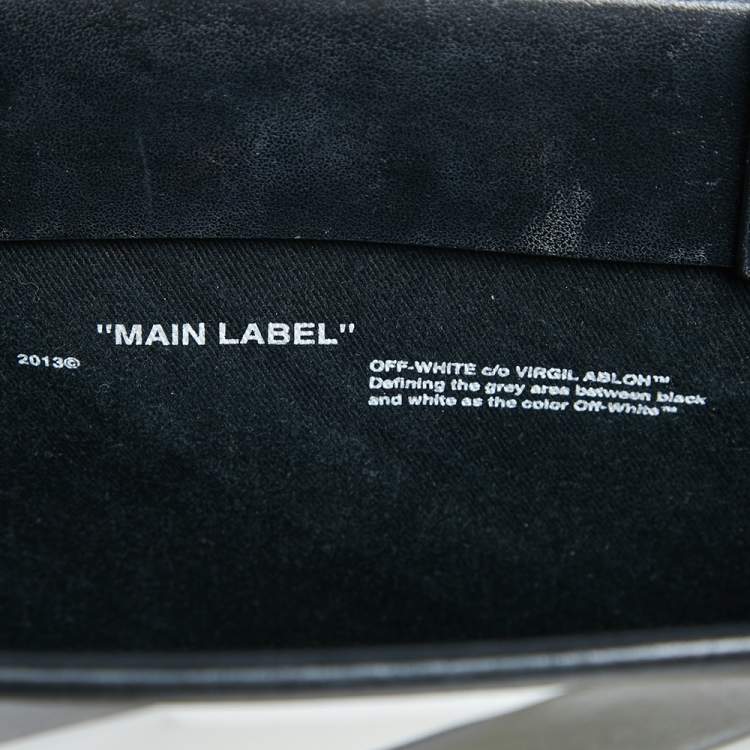 "MAIN LABEL"
2013©
OFF-WHITE c/o VIRGIL ABLOH™
Defining the grey area between black
and white as the color Off-White™